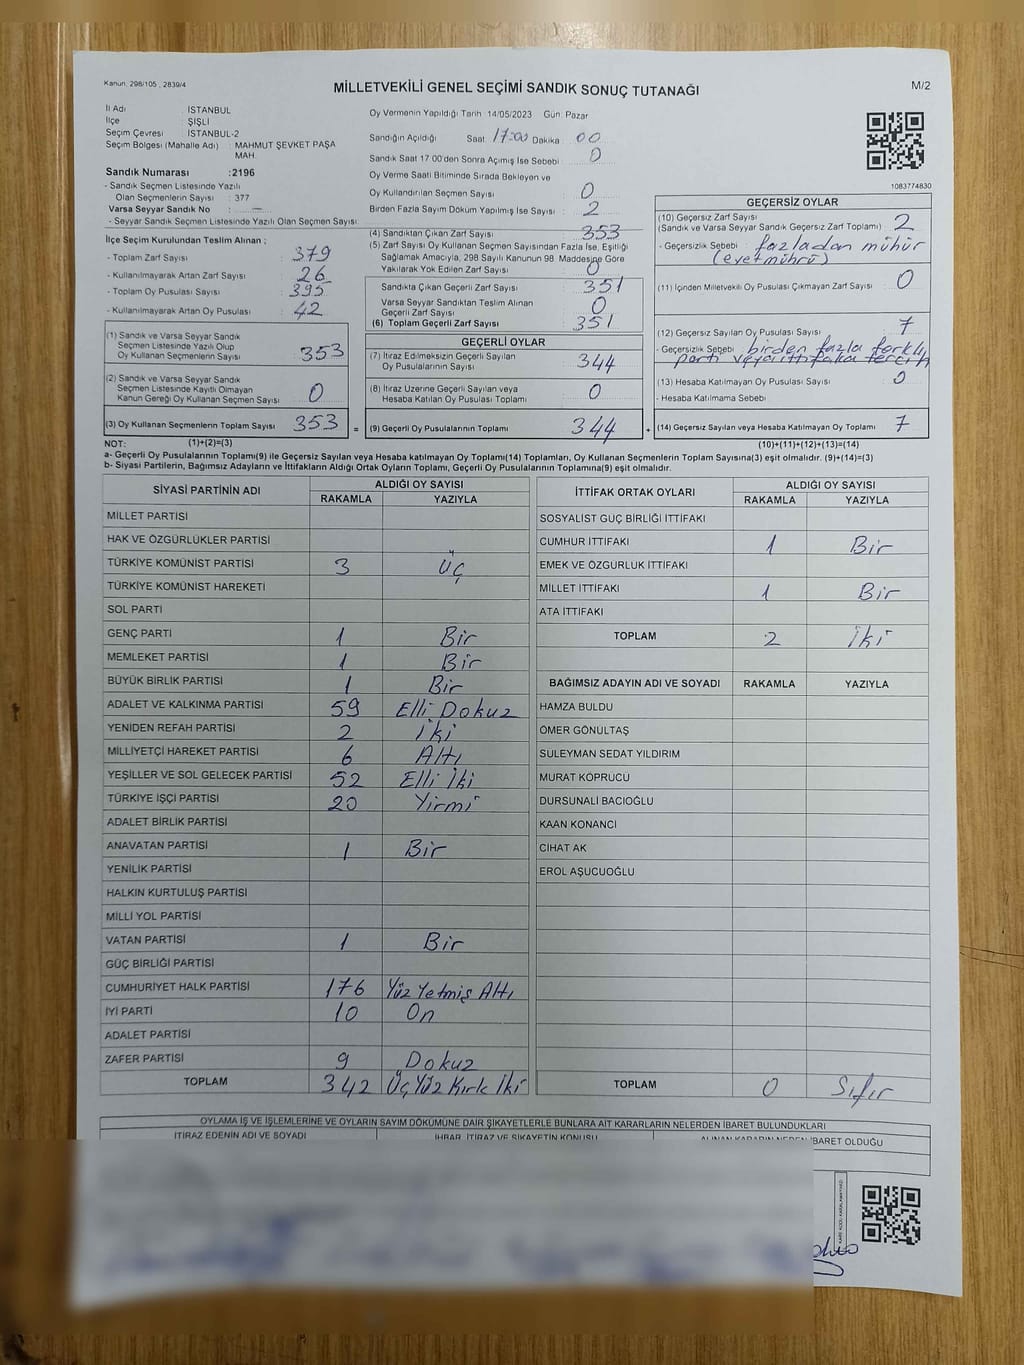 Kanun: 298/105 , 2839/4
MİLLETVEKİLİ GENEL SEÇİMİ SANDIK SONUÇ TUTANAĞI
M/2
İl Adı : İSTANBUL
İlçe : ŞİŞLİ
Seçim Çevresi : İSTANBUL-2
Seçim Bölgesi (Mahalle Adı) : MAHMUT ŞEVKET PAŞA
MAH.
Sandık Numarası :2196
- Sandık Seçmen Listesinde Yazılı
Olan Seçmenlerin Sayısı : 377
Varsa Seyyar Sandık No : —
- Seyyar Sandık Seçmen Listesinde Yazılı Olan Seçmen Sayısı:
Oy Vermenin Yapıldığı Tarih 14/05/2023 Gün: Pazar
Sandığın Açıldığı Saat: 17:00 Dakika : 00
Sandık Saat 17:00'den Sonra Açımış İse Sebebi : 0
Oy Verme Saati Bitiminde Sırada Bekleyen ve
Oy Kullandırılan Seçmen Sayısı : 0
Birden Fazla Sayım Döküm Yapılmış İse Sayısı : 2
1083774830
İlçe Seçim Kurulundan Teslim Alınan ;
- Toplam Zarf Sayısı : 379
- Kullanılmayarak Artan Zarf Sayısı : 26
- Toplam Oy Pusulası Sayısı : 395
- Kullanılmayarak Artan Oy Pusulası : 42
(1) Sandık ve Varsa Seyyar Sandık
Seçmen Listesinde Yazılı Olup
Oy Kullanan Seçmenlerin Sayısı : 353
(2) Sandık ve Varsa Seyyar Sandık
Seçmen Listesinde Kayıtlı Olmayan
Kanun Gereği Oy Kullanan Seçmen Sayısı : 0
(3) Oy Kullanan Seçmenlerin Toplam Sayısı : 353
(4) Sandıktan Çıkan Zarf Sayısı : 353
(5) Zarf Sayısı Oy Kullanan Seçmen Sayısından Fazla İse, Eşitliği
Sağlamak Amacıyla, 298 Sayılı Kanunun 98. Maddesine Göre
Yakılarak Yok Edilen Zarf Sayısı : 0
Sandıkta Çıkan Geçerli Zarf Sayısı : 351
Varsa Seyyar Sandıktan Teslim Alınan
Geçerli Zarf Sayısı : 0
(6) Toplam Geçerli Zarf Sayısı : 351
GEÇERLİ OYLAR
(7) İtiraz Edilmeksizin Geçerli Sayılan
Oy Pusulalarının Sayısı : 344
(8) İtiraz Üzerine Geçerli Sayılan veya
Hesaba Katılan Oy Pusulası Toplamı : 0
= (9) Geçerli Oy Pusulalarının Toplamı : 344
GEÇERSİZ OYLAR
(10) Geçersiz Zarf Sayısı : 2
(Sandık ve Varsa Seyyar Sandık Geçersiz Zarf Toplamı)
- Geçersizlik Sebebi : fazladan mühür
(evet mührü)
(11) İçinden Milletvekili Oy Pusulası Çıkmayan Zarf Sayısı : 0
(12) Geçersiz Sayılan Oy Pusulası Sayısı : 7
- Geçersizlik Sebebi : birden fazla farklı
parti veya ittifaka tercih
(13) Hesaba Katılmayan Oy Pusulası Sayısı : 0
- Hesaba Katılmama Sebebi :
+ (14) Geçersiz Sayılan veya Hesaba Katılmayan Oy Toplamı : 7
NOT: (1)+(2)=(3)
(10)+(11)+(12)+(13)=(14)
a- Geçerli Oy Pusulalarının Toplamı(9) ile Geçersiz Sayılan veya Hesaba katılmayan Oy Toplamı(14) Toplamları, Oy Kullanan Seçmenlerin Toplam Sayısına(3) eşit olmalıdır. (9)+(14)=(3)
b- Siyasi Partilerin, Bağımsız Adayların ve İttifakların Aldığı Ortak Oyların Toplamı, Geçerli Oy Pusulalarının Toplamına(9) eşit olmalıdır.
SİYASİ PARTİNİN ADI
ALDIĞI OY SAYISI
RAKAMLA YAZIYLA
MİLLET PARTİSİ
HAK VE ÖZGÜRLÜKLER PARTİSİ
TÜRKİYE KOMÜNİST PARTİSİ 3 Üç
TÜRKİYE KOMÜNİST HAREKETİ
SOL PARTİ
GENÇ PARTİ 1 Bir
MEMLEKET PARTİSİ 1 Bir
BÜYÜK BİRLİK PARTİSİ 1 Bir
ADALET VE KALKINMA PARTİSİ 59 Elli Dokuz
YENİDEN REFAH PARTİSİ 2 İki
MİLLİYETÇİ HAREKET PARTİSİ 6 Altı
YEŞİLLER VE SOL GELECEK PARTİSİ 52 Elli İki
TÜRKİYE İŞÇİ PARTİSİ 20 Yirmi
ADALET BİRLİK PARTİSİ
ANAVATAN PARTİSİ 1 Bir
YENİLİK PARTİSİ
HALKIN KURTULUŞ PARTİSİ
MİLLİ YOL PARTİSİ
VATAN PARTİSİ 1 Bir
GÜÇ BİRLİĞİ PARTİSİ
CUMHURİYET HALK PARTİSİ 176 Yüz Yetmiş Altı
İYİ PARTİ 10 On
ADALET PARTİSİ
ZAFER PARTİSİ 9 Dokuz
TOPLAM 342 Üç Yüz Kırk İki
İTTİFAK ORTAK OYLARI
ALDIĞI OY SAYISI
RAKAMLA YAZIYLA
SOSYALİST GÜÇ BİRLİĞİ İTTİFAKI
CUMHUR İTTİFAKI 1 Bir
EMEK VE ÖZGÜRLÜK İTTİFAKI
MİLLET İTTİFAKI 1 Bir
ATA İTTİFAKI
TOPLAM 2 İki
BAĞIMSIZ ADAYIN ADI VE SOYADI RAKAMLA YAZIYLA
HAMZA BULDU
ÖMER GÖNÜLTAŞ
SÜLEYMAN SEDAT YILDIRIM
MURAT KÖPRÜCÜ
DURSUNALİ BACIOĞLU
KAAN KONANCİ
CİHAT AK
EROL AŞUCUOĞLU
TOPLAM 0 Sıfır
OYLAMA İŞ VE İŞLEMLERİNE VE OYLARIN SAYIM DÖKÜMÜNE DAİR ŞİKAYETLERLE BUNLARA AİT KARARLARIN NELERDEN İBARET BULUNDUKLARI
İTİRAZ EDENİN ADI VE SOYADI
İHBAR, İTİRAZ VE ŞİKAYETİN KONUSU
ALINAN KARARIN NEDEN İBARET OLDUĞU